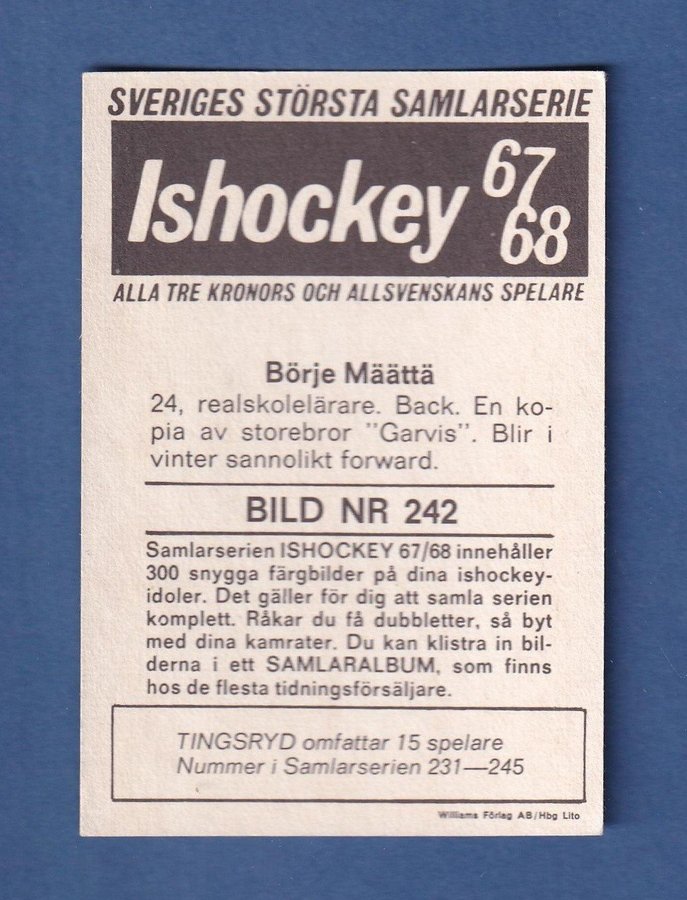 SVERIGES STÖRSTA SAMLARSERIE
Ishockey 67
68
ALLA TRE KRONORS OCH ALLSVENSKANS SPELARE
Börje Määttä
24, realskolelärare. Back. En ko-
pia av storebror "Garvis". Blir i
vinter sannolikt forward.
BILD NR 242
Samlarserien ISHOCKEY 67/68 innehåller
300 snygga färgbilder på dina ishockey-
idoler. Det gäller för dig att samla serien
komplett. Råkar du få dubbletter, så byt
med dina kamrater. Du kan klistra in bil-
derna i ett SAMLARALBUM, som finns
hos de flesta tidningsförsäljare.
TINGSRYD omfattar 15 spelare
Nummer i Samlarserien 231—245
Williams Förlag AB/Hbg Lito